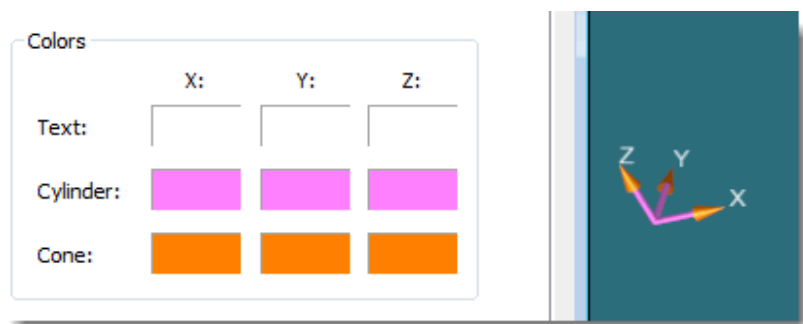 Colors
X: Y: Z:
Text:
Cylinder:
Cone:
Z Y
X